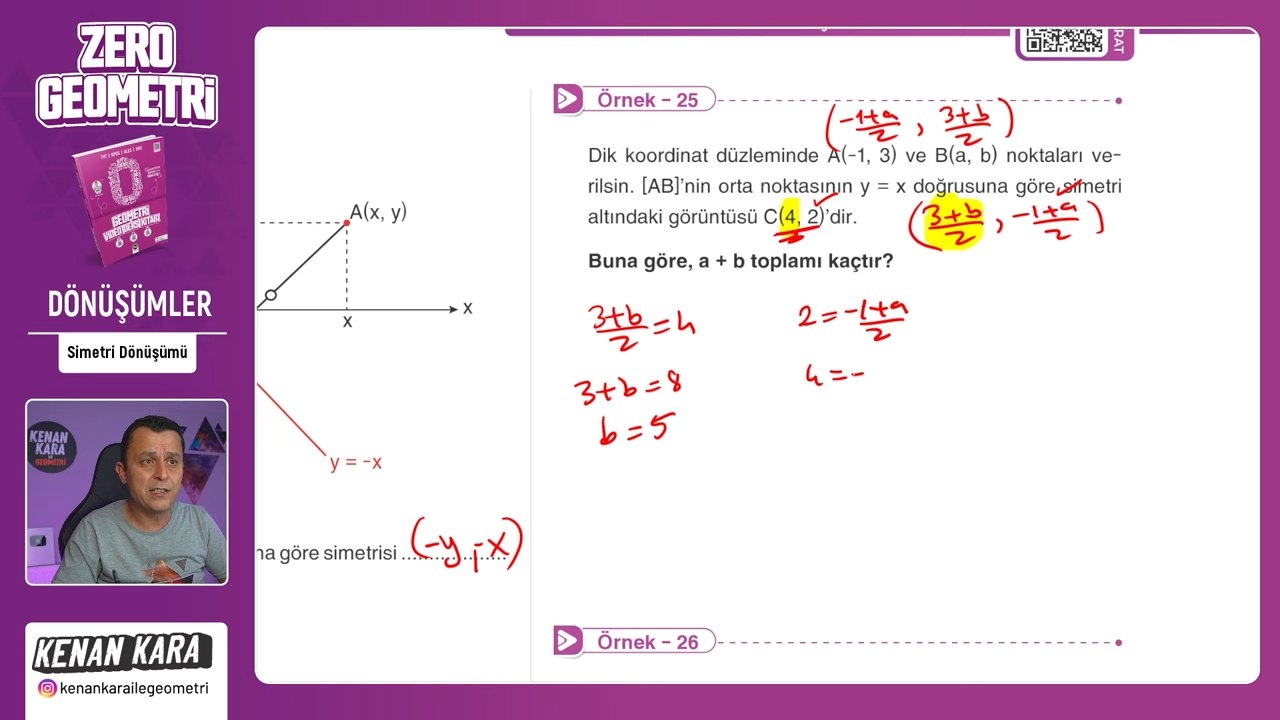 ZERO
GEOMETRİ
GEOMETRİ
VİDEO DERS KİTABI
DÖNÜŞÜMLER
Simetri Dönüşümü
KENAN
KARA
GEOMETRİ
KENAN KARA
kenankarailegeometri
A(x, y)
x
x
y = -x
na göre simetrisi ...................
(-y, -x)
Örnek - 25
(-1+a/2 , 3+b/2)
Dik koordinat düzleminde A(-1, 3) ve B(a, b) noktaları ve-
rilsin. [AB]'nin orta noktasının y = x doğrusuna göre simetri
altındaki görüntüsü C(4, 2)'dir.
(3+b/2 , -1+a/2)
Buna göre, a + b toplamı kaçtır?
3+b/2 = 4
2 = -1+a/2
3+b = 8
4 = -
b = 5
Örnek - 26